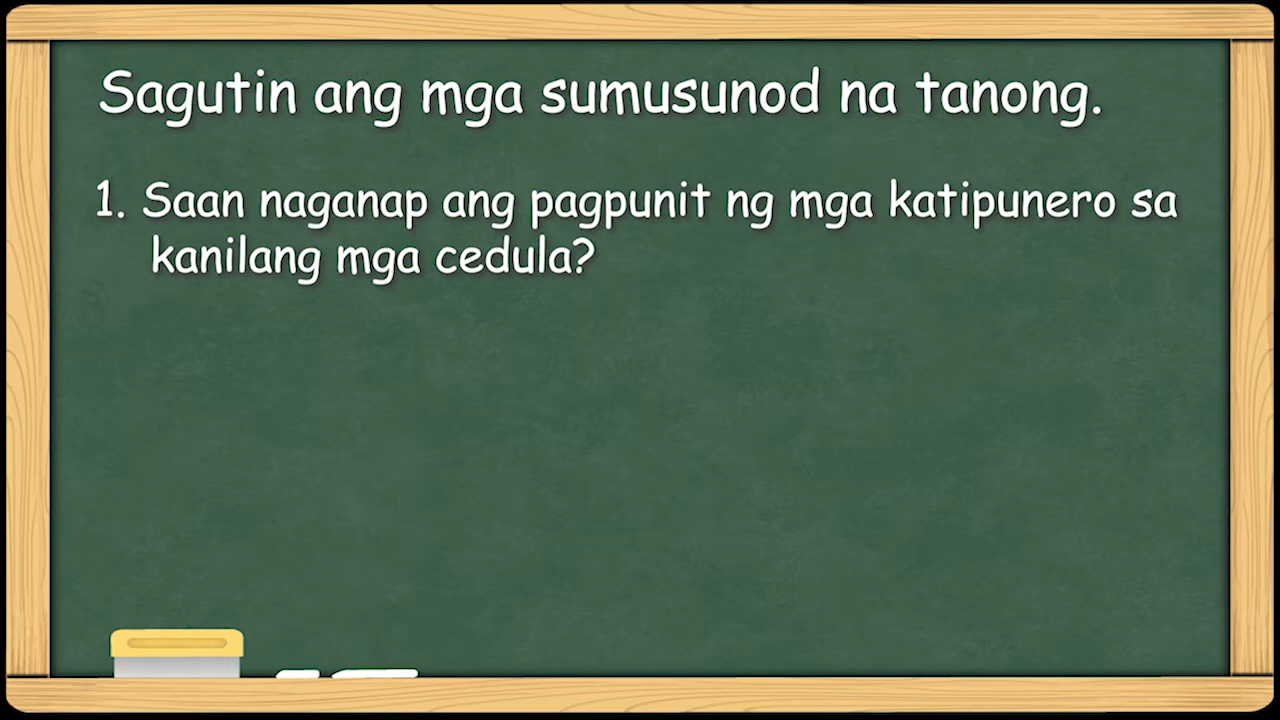 Sagutin ang mga sumusunod na tanong.
1. Saan naganap ang pagpunit ng mga katipunero sa
kanilang mga cedula?